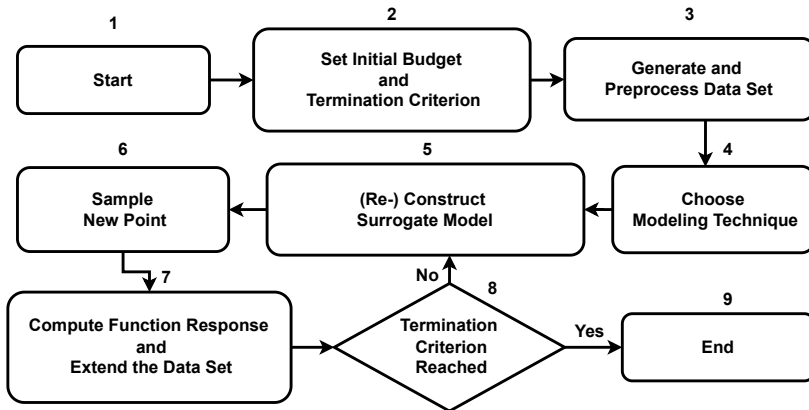 1
Start
2
Set Initial Budget
and
Termination Criterion
3
Generate and
Preprocess Data Set
4
Choose
Modeling Technique
5
(Re-) Construct
Surrogate Model
6
Sample
New Point
7
Compute Function Response
and
Extend the Data Set
8
Termination
Criterion
Reached
No
Yes
9
End